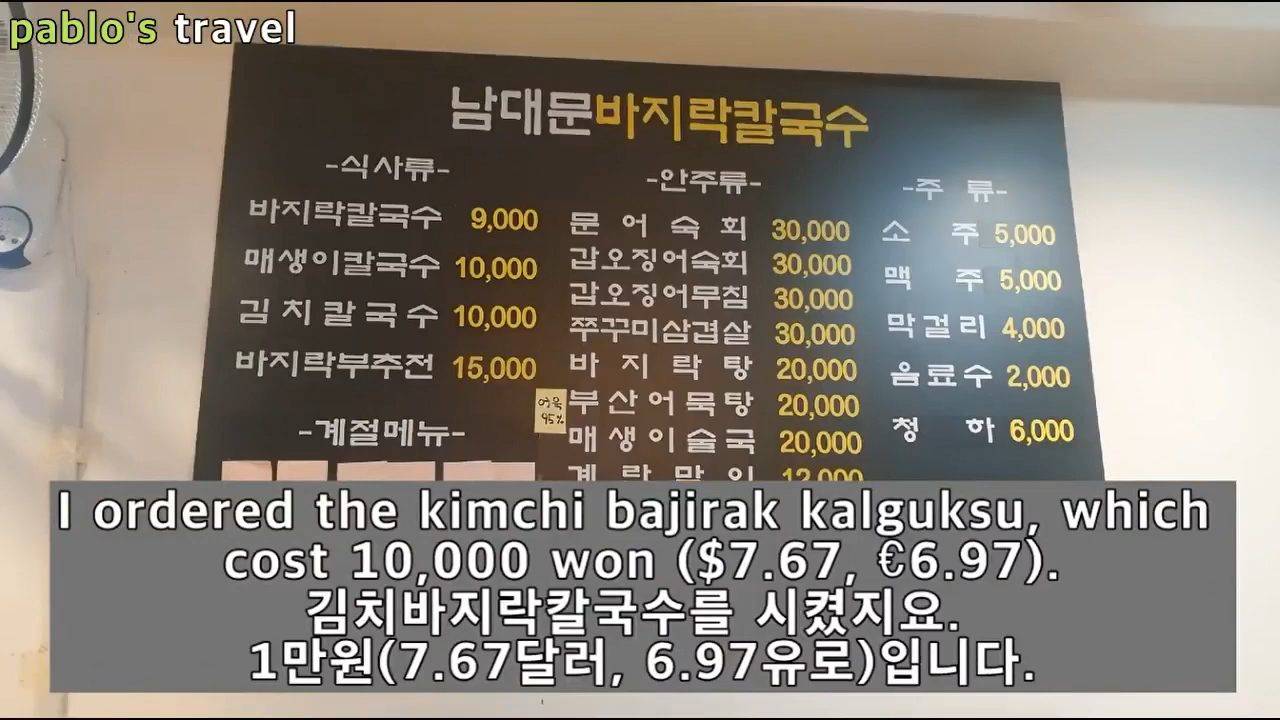 pablo's travel
남대문바지락칼국수
-식사류-
바지락칼국수 9,000
매생이칼국수 10,000
김치칼국수 10,000
바지락부추전 15,000
-계절메뉴-
-안주류-
문어숙회 30,000
갑오징어숙회 30,000
갑오징어무침 30,000
쭈꾸미삼겹살 30,000
바지락탕 20,000
어육
95%
부산어묵탕 20,000
매생이술국 20,000
계란말이 12,000
-주류-
소주 5,000
맥주 5,000
막걸리 4,000
음료수 2,000
청하 6,000
I ordered the kimchi bajirak kalguksu, which
cost 10,000 won ($7.67, €6.97).
김치바지락칼국수를 시켰지요.
1만원(7.67달러, 6.97유로)입니다.